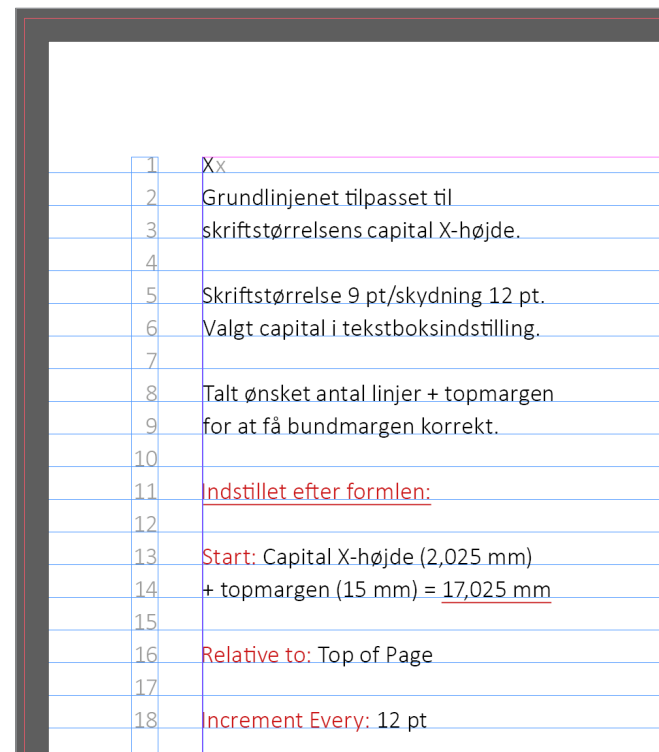 1 Xx
2 Grundlinjenet tilpasset til
3 skriftstørrelsens capital X-højde.
4
5 Skriftstørrelse 9 pt/skydning 12 pt.
6 Valgt capital i tekstboksindstilling.
7
8 Talt ønsket antal linjer + topmargen
9 for at få bundmargen korrekt.
10
11 Indstillet efter formlen:
12
13 Start: Capital X-højde (2,025 mm)
14 + topmargen (15 mm) = 17,025 mm
15
16 Relative to: Top of Page
17
18 Increment Every: 12 pt